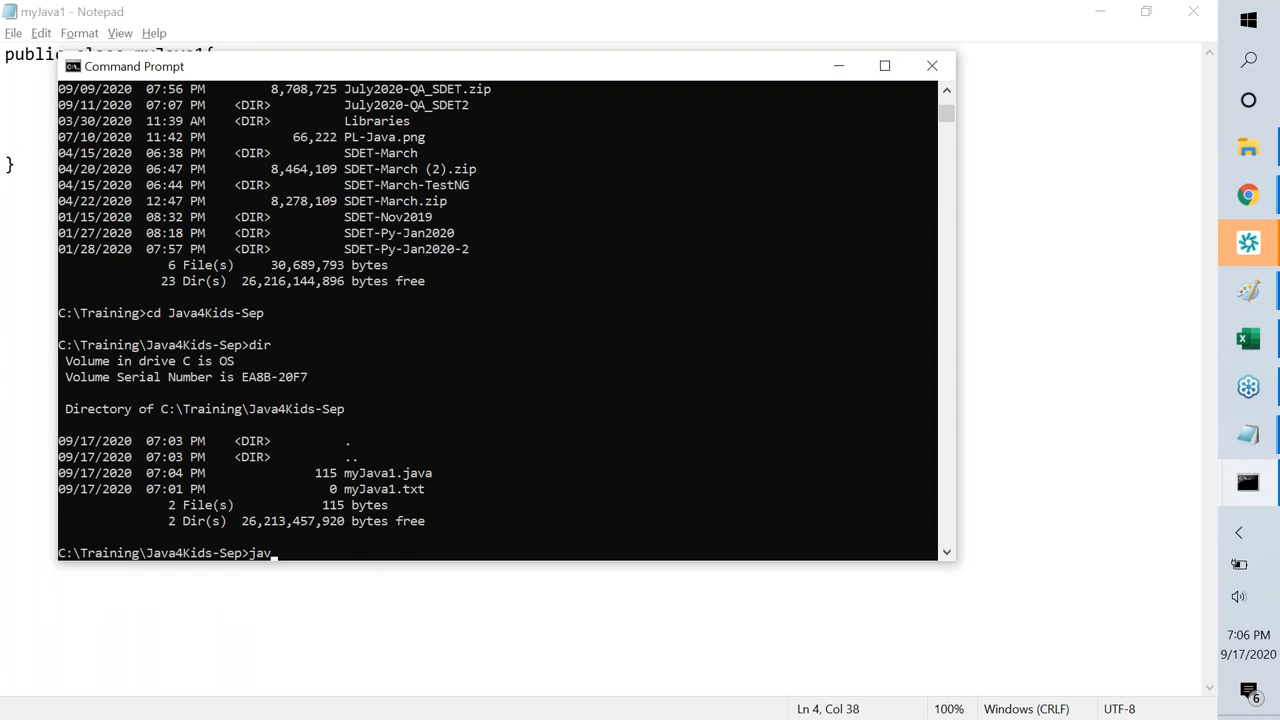 myJava1 - Notepad
File Edit Format View Help
public class myJava1{
}
Command Prompt
09/09/2020 07:56 PM 8,708,725 July2020-QA_SDET.zip
09/11/2020 07:07 PM <DIR> July2020-QA_SDET2
03/30/2020 11:39 AM <DIR> Libraries
07/10/2020 11:42 PM 66,222 PL-Java.png
04/15/2020 06:38 PM <DIR> SDET-March
04/20/2020 06:47 PM 8,464,109 SDET-March (2).zip
04/15/2020 06:44 PM <DIR> SDET-March-TestNG
04/22/2020 12:47 PM 8,278,109 SDET-March.zip
01/15/2020 08:32 PM <DIR> SDET-Nov2019
01/27/2020 08:18 PM <DIR> SDET-Py-Jan2020
01/28/2020 07:57 PM <DIR> SDET-Py-Jan2020-2
6 File(s) 30,689,793 bytes
23 Dir(s) 26,216,144,896 bytes free
C:\Training>cd Java4Kids-Sep
C:\Training\Java4Kids-Sep>dir
Volume in drive C is OS
Volume Serial Number is EA8B-20F7
Directory of C:\Training\Java4Kids-Sep
09/17/2020 07:03 PM <DIR> .
09/17/2020 07:03 PM <DIR> ..
09/17/2020 07:04 PM 115 myJava1.java
09/17/2020 07:01 PM 0 myJava1.txt
2 File(s) 115 bytes
2 Dir(s) 26,213,457,920 bytes free
C:\Training\Java4Kids-Sep>jav_
Ln 4, Col 38 100% Windows (CRLF) UTF-8
7:06 PM
9/17/2020
6